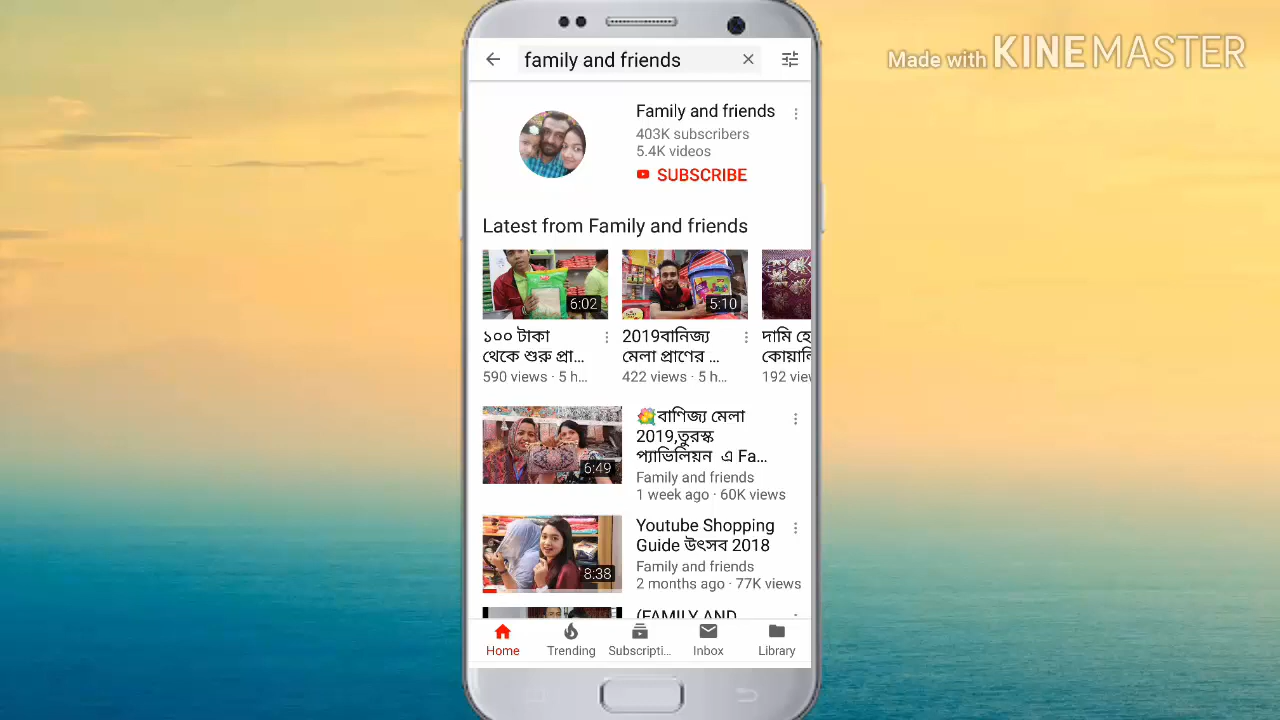 Made with KINEMASTER
family and friends
Family and friends
403K subscribers
5.4K videos
SUBSCRIBE
Latest from Family and friends
6:02
5:10
১০০ টাকা
থেকে শুরু প্রা...
590 views · 5 h...
2019বানিজ্য
মেলা প্রাণের ...
422 views · 5 h...
দামি হে
কোয়ালি
192 view
6:49
বাণিজ্য মেলা
2019,তুরস্ক
প্যাভিলিয়ন এ Fa...
Family and friends
1 week ago · 60K views
8:38
Youtube Shopping
Guide উৎসব 2018
Family and friends
2 months ago · 77K views
(FAMILY AND
Home
Trending
Subscripti...
Inbox
Library